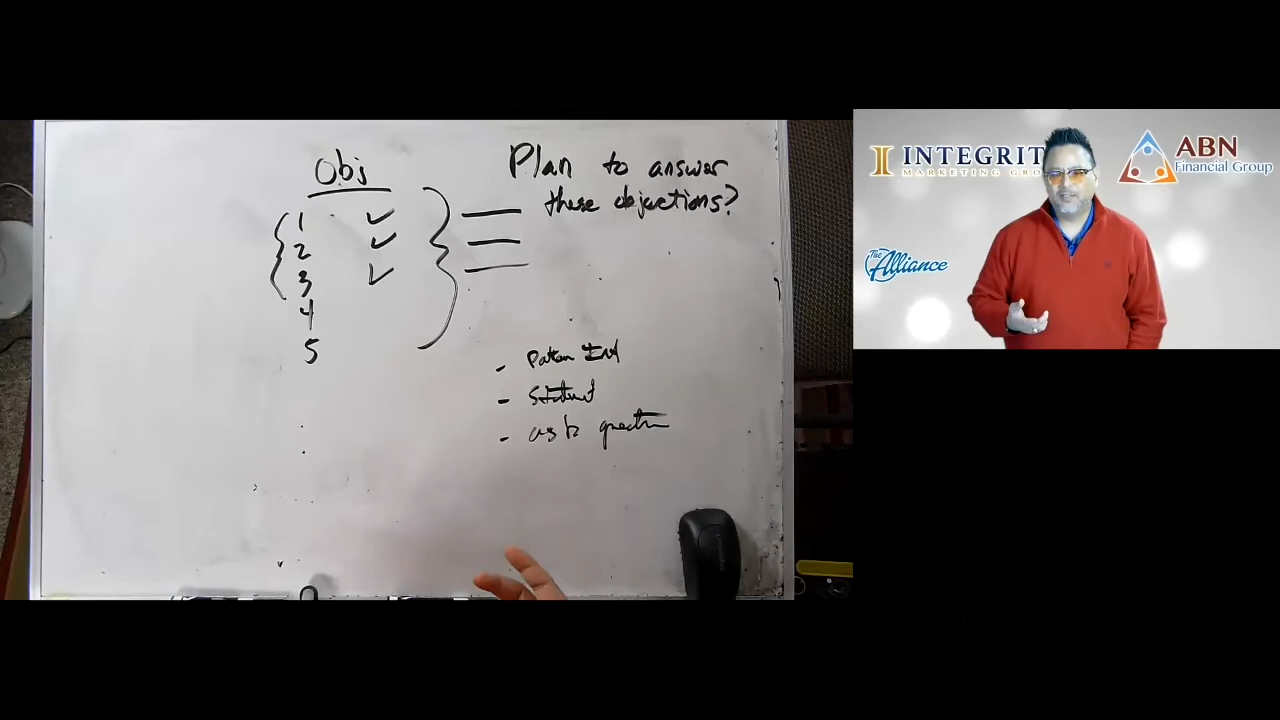 Obj
1 ✓
2 ✓
3 ✓
4
5
Plan to answer
these objections?
- Pattern Int
- Statement
- ask question
INTEGRIT
MARKETING GRO
The
Alliance
ABN
Financial Group